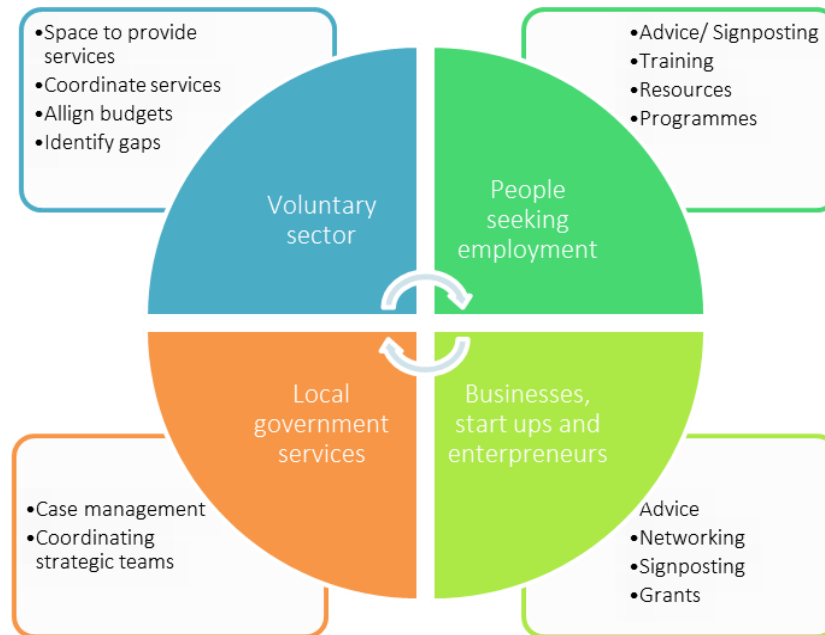 •Space to provide
services
•Coordinate services
•Allign budgets
•Identify gaps
•Advice/ Signposting
•Training
•Resources
•Programmes
Voluntary
sector
People
seeking
employment
Local
government
services
Businesses,
start ups and
enterpreneurs
•Case management
•Coordinating
strategic teams
Advice
•Networking
•Signposting
•Grants